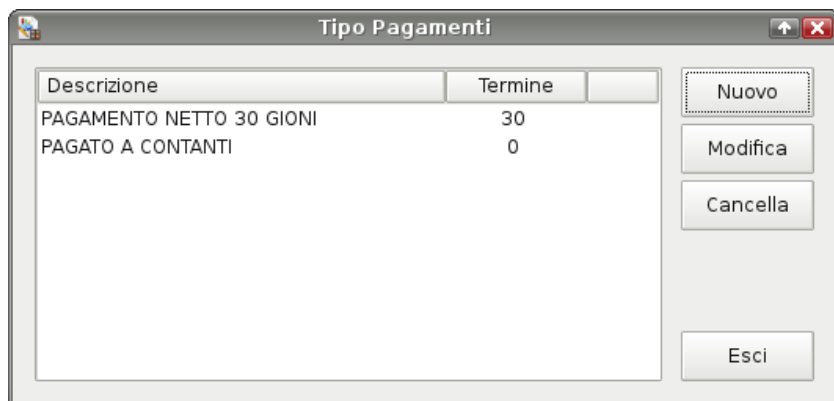 Tipo Pagamenti
Descrizione Termine
PAGAMENTO NETTO 30 GIONI 30
PAGATO A CONTANTI 0
Nuovo
Modifica
Cancella
Esci